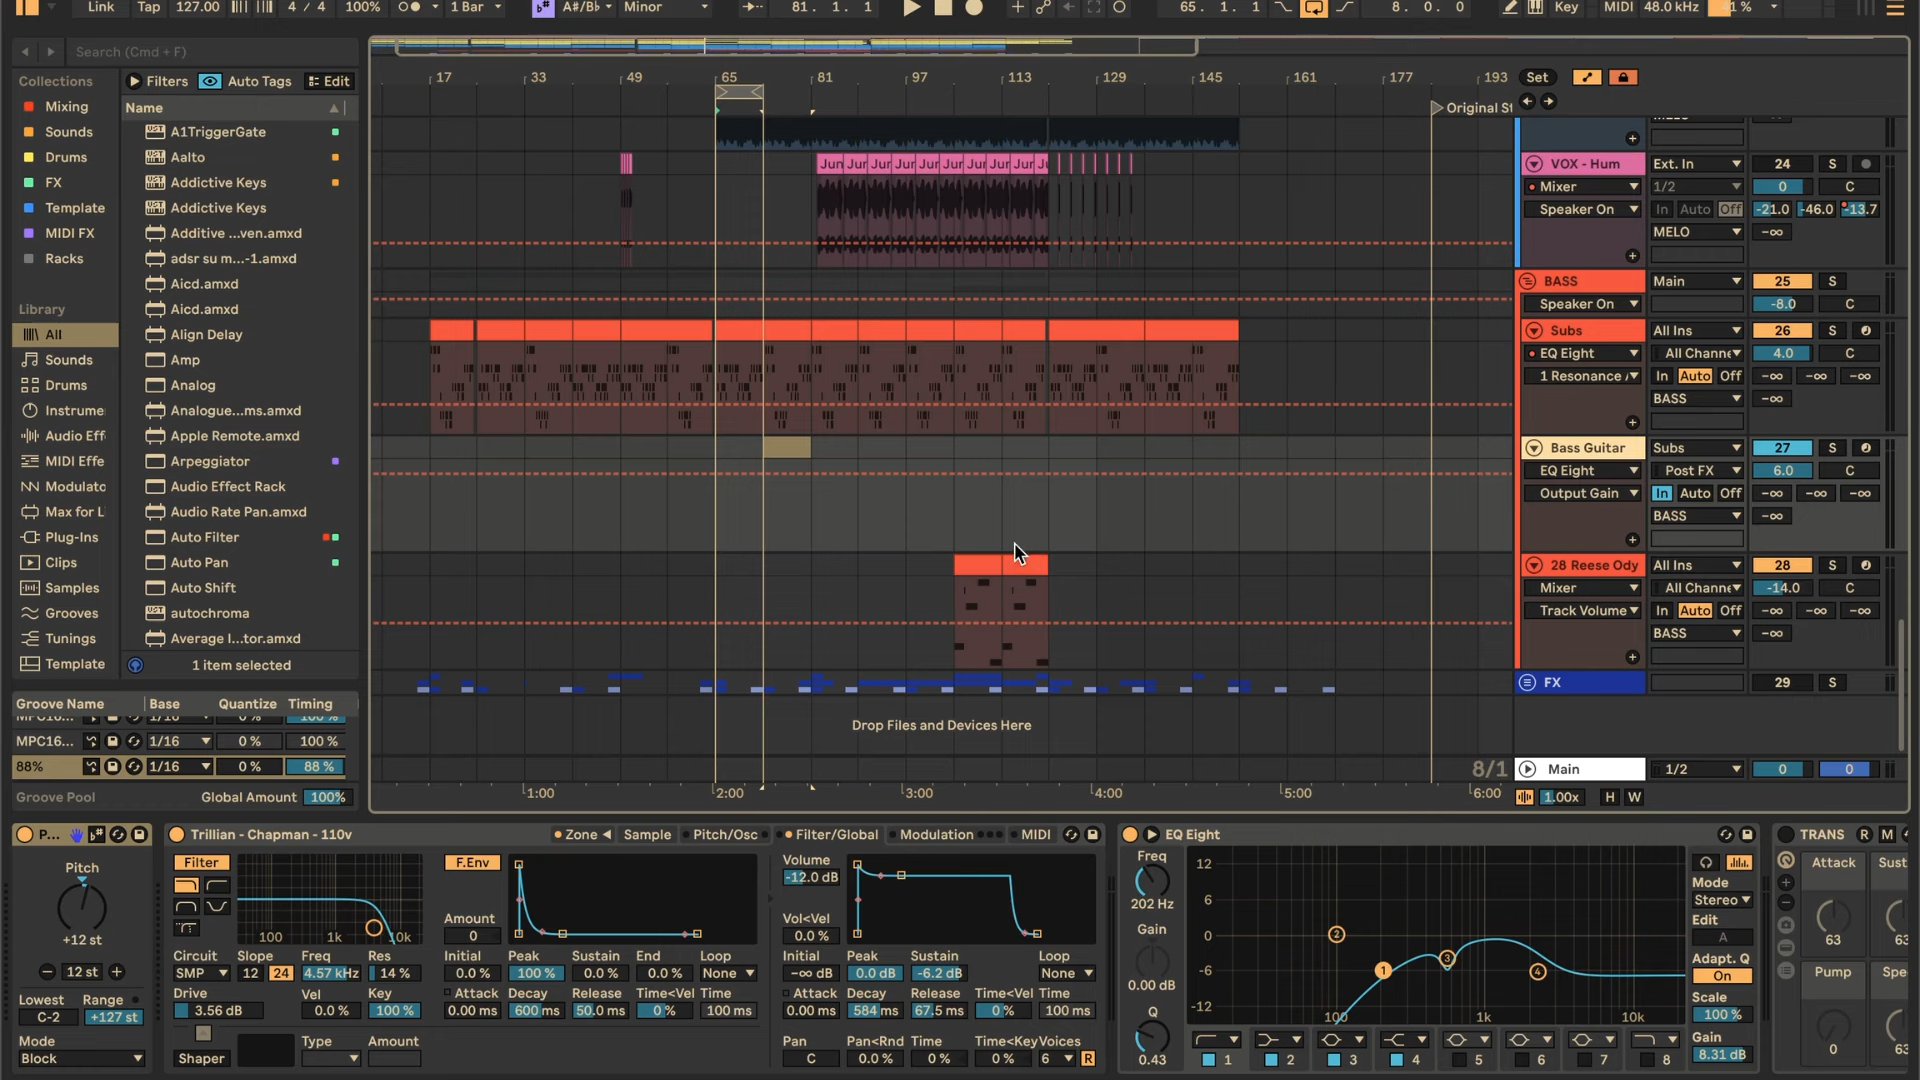 Link Tap 127.00 4 / 4 100% 1 Bar A#/Bb Minor 81. 1. 1 65. 1. 1 8. 0. 0 Key MIDI 48.0 kHz 41 %
Search (Cmd + F)
17 33 49 65 81 97 113 129 145 161 177 193 Set
Original St
Collections Filters Auto Tags Edit
Mixing Name
Sounds
Drums
FX
Template
MIDI FX
Racks
Library
All
Sounds
Drums
Instrume
Audio Eff
MIDI Effe
Modulato
Max for Li
Plug-Ins
Clips
Samples
Grooves
Tunings
Template
A1TriggerGate
Aalto
Addictive Keys
Addictive Keys
Additive ...ven.amxd
adsr su m...-1.amxd
Aicd.amxd
Aicd.amxd
Align Delay
Amp
Analog
Analogue...ms.amxd
Apple Remote.amxd
Arpeggiator
Audio Effect Rack
Audio Rate Pan.amxd
Auto Filter
Auto Pan
Auto Shift
autochroma
Average I...tor.amxd
1 item selected
Groove Name Base Quantize Timing
MPC16... 1/16 0 % 100 %
88% 1/16 0 % 88 %
Groove Pool Global Amount 100%
Jun Jun Jun Jun Jun Jun Jun Jun Jun Ju
VOX - Hum Ext. In 24 S
Mixer 1/2 0 C
Speaker On In Auto Off -21.0 -46.0 -13.7
MELO -∞
BASS Main 25 S
Speaker On -8.0 C
Subs All Ins 26 S
EQ Eight All Channe 4.0 C
1 Resonance In Auto Off -∞ -∞ -∞
BASS -∞
Bass Guitar Subs 27 S
EQ Eight Post FX 6.0 C
Output Gain In Auto Off -∞ -∞ -∞
BASS -∞
28 Reese Ody All Ins 28 S
Mixer All Channe -14.0 C
Track Volume In Auto Off -∞ -∞ -∞
BASS -∞
FX 29 S
Drop Files and Devices Here
8/1 Main 1/2 0 0
1:00 2:00 3:00 4:00 5:00 6:00 1.00x H W
P...
Pitch
+12 st
12 st
Lowest Range
C-2 +127 st
Mode
Block
Trillian - Chapman - 110v Zone Sample Pitch/Osc Filter/Global Modulation MIDI
Filter F.Env
100 1k 10k
Circuit Slope Freq Res
SMP 12 24 4.57 kHz 14 %
Drive Vel Key
3.56 dB 0.0 % 100 %
Shaper Type Amount
Amount
0
Initial Peak Sustain End Loop
0.0 % 100 % 0.0 % 0.0 % None
Attack Decay Release Time<Vel Time
0.00 ms 600 ms 50.0 ms 0 % 100 ms
Volume
-12.0 dB
Vol<Vel
0.0 %
Initial Peak Sustain Loop
-∞ dB 0.0 dB -6.2 dB None
Attack Decay Release Time<Vel Time
0.00 ms 584 ms 67.5 ms 0 % 100 ms
Pan Pan<Rnd Time Time<Key Voices
C 0.0 % 0 % 0 % 6 R
EQ Eight
Freq
202 Hz
Gain
0.00 dB
Q
0.43
12
6
0
-6
-12
1 2 3 4
100 1k 10k
1 2 3 4 5 6 7 8
Mode
Stereo
Edit
A
Adapt. Q
On
Scale
100 %
Gain
8.31 dB
TRANS R M
Attack Sust
63 63
Pump Spe
0 63